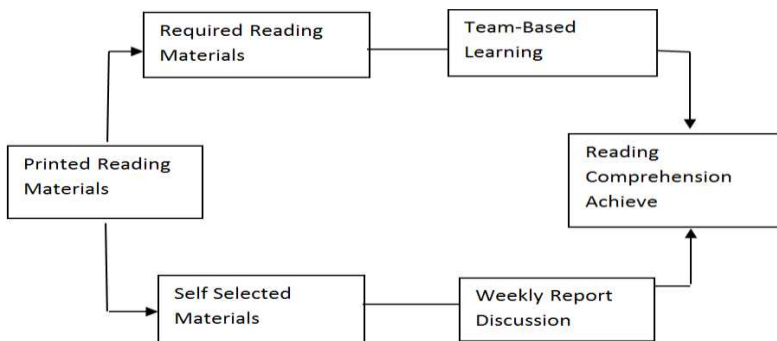 Required Reading
Materials
Team-Based
Learning
Printed Reading
Materials
Reading
Comprehension
Achieve
Self Selected
Materials
Weekly Report
Discussion